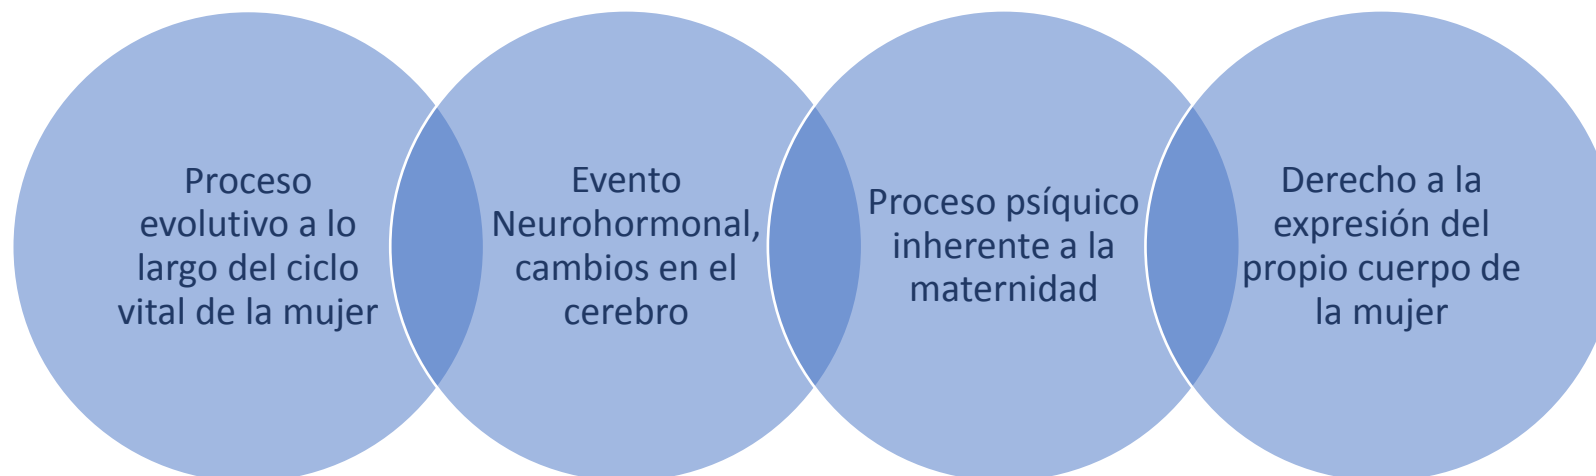 Proceso
evolutivo a lo
largo del ciclo
vital de la mujer
Evento
Neurohormonal,
cambios en el
cerebro
Proceso psíquico
inherente a la
maternidad
Derecho a la
expresión del
propio cuerpo de
la mujer